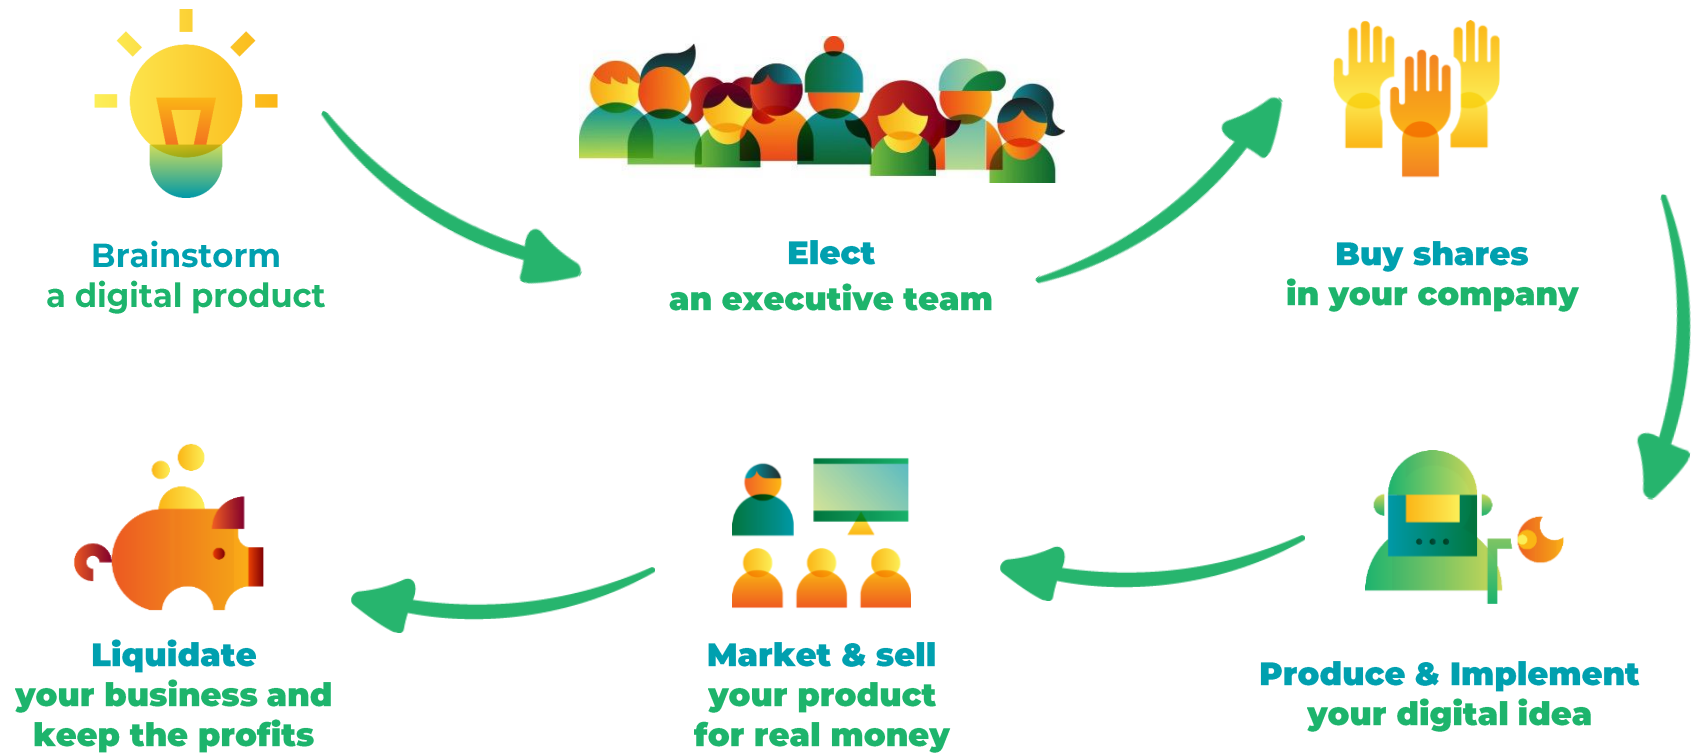 Brainstorm
a digital product
Elect
an executive team
Buy shares
in your company
Produce & Implement
your digital idea
Market & sell
your product
for real money
Liquidate
your business and
keep the profits